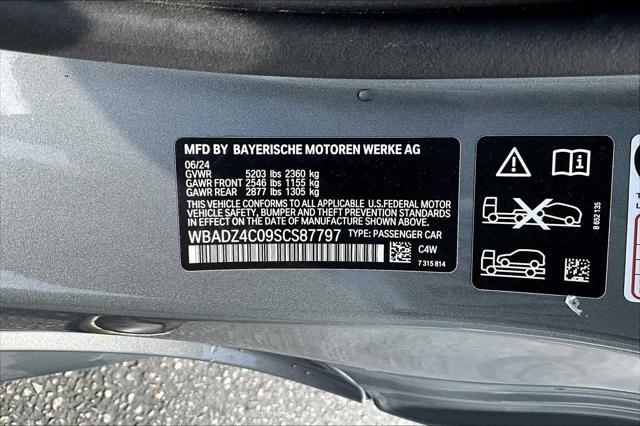 MFD BY BAYERISCHE MOTOREN WERKE AG
06/24
GVWR 5203 lbs 2360 kg
GAWR FRONT 2546 lbs 1155 kg
GAWR REAR 2877 lbs 1305 kg
THIS VEHICLE CONFORMS TO ALL APPLICABLE U.S.FEDERAL MOTOR
VEHICLE SAFETY, BUMPER, AND THEFT PREVENTION STANDARDS
IN EFFECT ON THE DATE OF MANUFACTURE SHOWN ABOVE.
WBADZ4C09SCS87797 TYPE: PASSENGER CAR
C4W
7 315 814
8 652 135